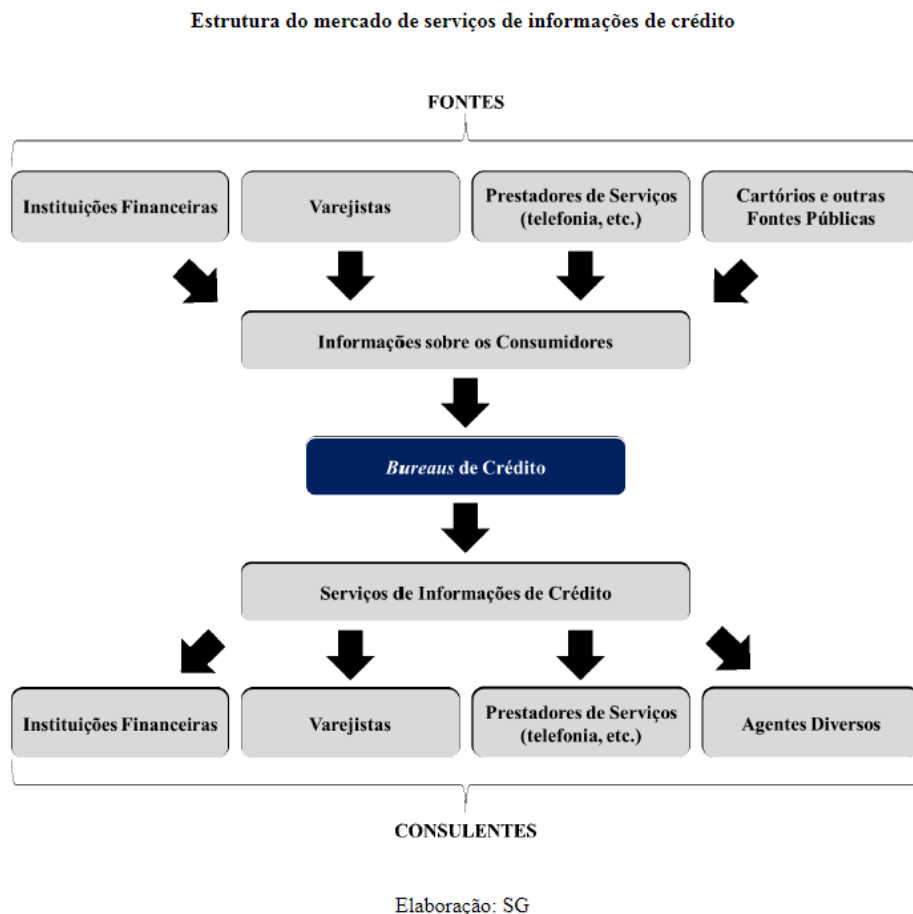 Estrutura do mercado de serviços de informações de crédito
FONTES
Instituições Financeiras
Varejistas
Prestadores de Serviços
(telefonia, etc.)
Cartórios e outras
Fontes Públicas
Informações sobre os Consumidores
Bureaus de Crédito
Serviços de Informações de Crédito
Instituições Financeiras
Varejistas
Prestadores de Serviços
(telefonia, etc.)
Agentes Diversos
CONSULENTES
Elaboração: SG